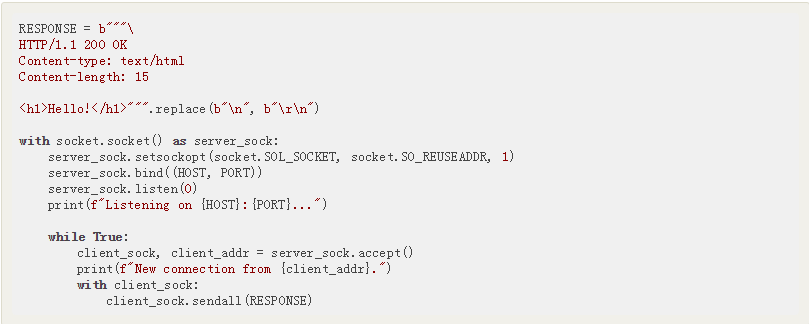 RESPONSE = b"""\
HTTP/1.1 200 OK
Content-type: text/html
Content-length: 15

<h1>Hello!</h1>""".replace(b"\n", b"\r\n")

with socket.socket() as server_sock:
    server_sock.setsockopt(socket.SOL_SOCKET, socket.SO_REUSEADDR, 1)
    server_sock.bind((HOST, PORT))
    server_sock.listen(0)
    print(f"Listening on {HOST}:{PORT}...")

    while True:
        client_sock, client_addr = server_sock.accept()
        print(f"New connection from {client_addr}.")
        with client_sock:
            client_sock.sendall(RESPONSE)